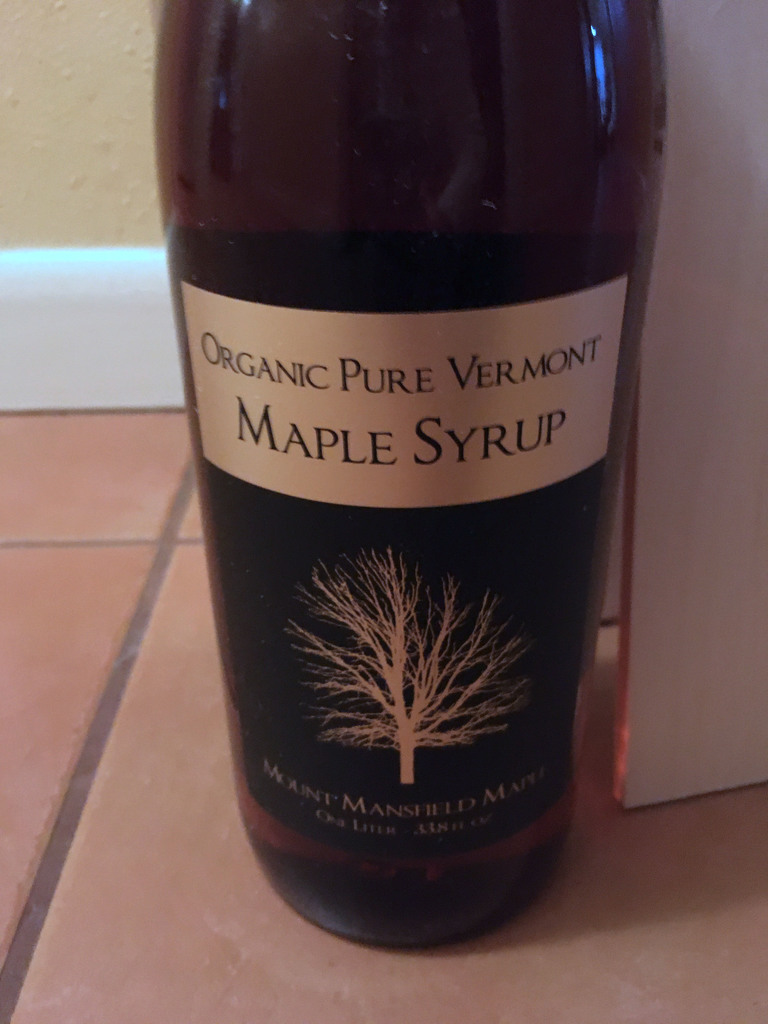 Organic Pure Vermont
Maple Syrup
Mount Mansfield Maple
One Liter 33.8 fl oz